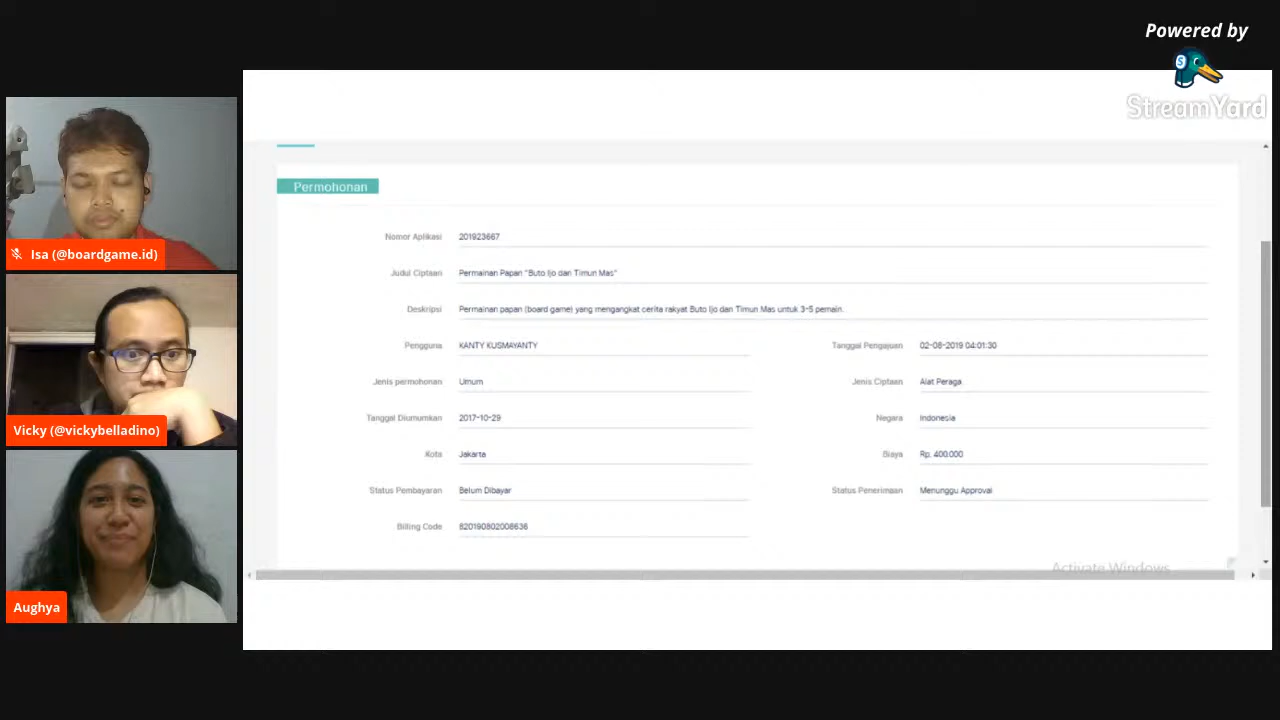 Powered by
StreamYard
Isa (@boardgame.id)
Vicky (@vickybelladino)
Aughya
Permohonan
Nomor Aplikasi 201923667
Judul Ciptaan Permainan Papan "Buto Ijo dan Timun Mas"
Deskripsi Permainan papan (board game) yang mengangkat cerita rakyat Buto Ijo dan Timun Mas untuk 3-5 pemain.
Pengguna KANTY KUSMAYANTY Tanggal Pengajuan 02-08-2019 04:01:30
Jenis permohonan Umum Jenis Ciptaan Alat Peraga
Tanggal Diumumkan 2017-10-29 Negara Indonesia
Kota Jakarta Biaya Rp. 400.000
Status Pembayaran Belum Dibayar Status Penerimaan Menunggu Approval
Billing Code 820190802008636
Activate Windows